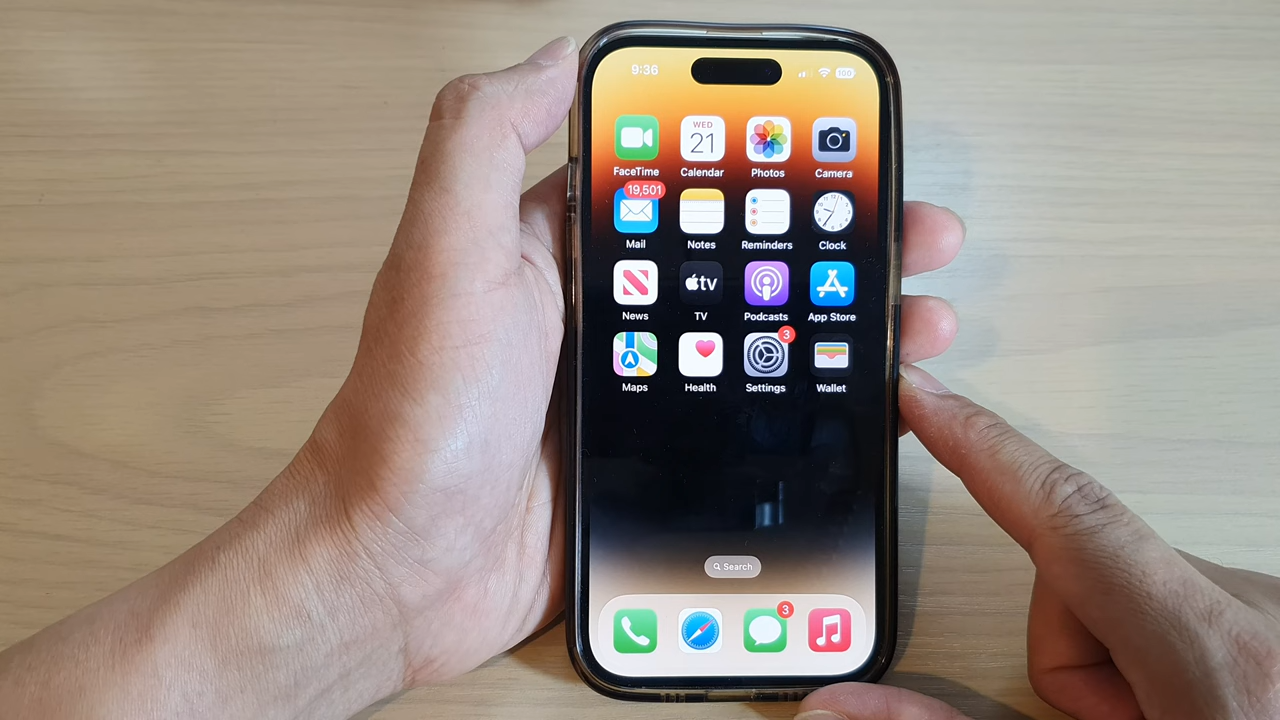 9:36
100
WED
21
FaceTime
Calendar
Photos
Camera
19,501
Mail
Notes
Reminders
Clock
tv
News
TV
Podcasts
App Store
3
Maps
Health
Settings
Wallet
Search
3